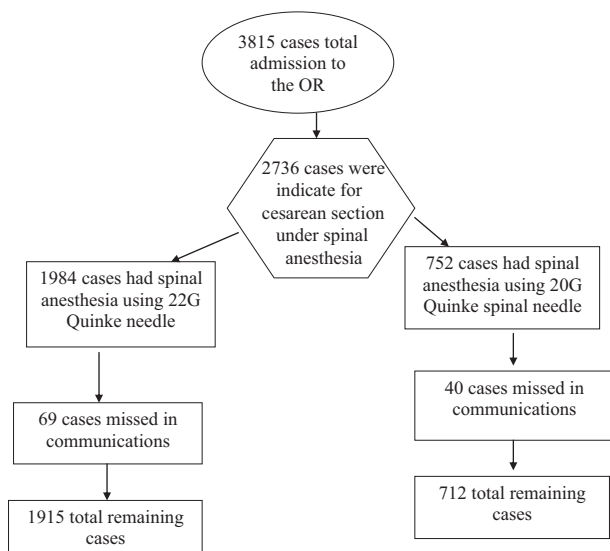 3815 cases total
admission to
the OR
2736 cases were
indicate for
cesarean section
under spinal
anesthesia
1984 cases had spinal
anesthesia using 22G
Quinke needle
752 cases had spinal
anesthesia using 20G
Quinke spinal needle
69 cases missed in
communications
40 cases missed in
communications
1915 total remaining
cases
712 total remaining
cases